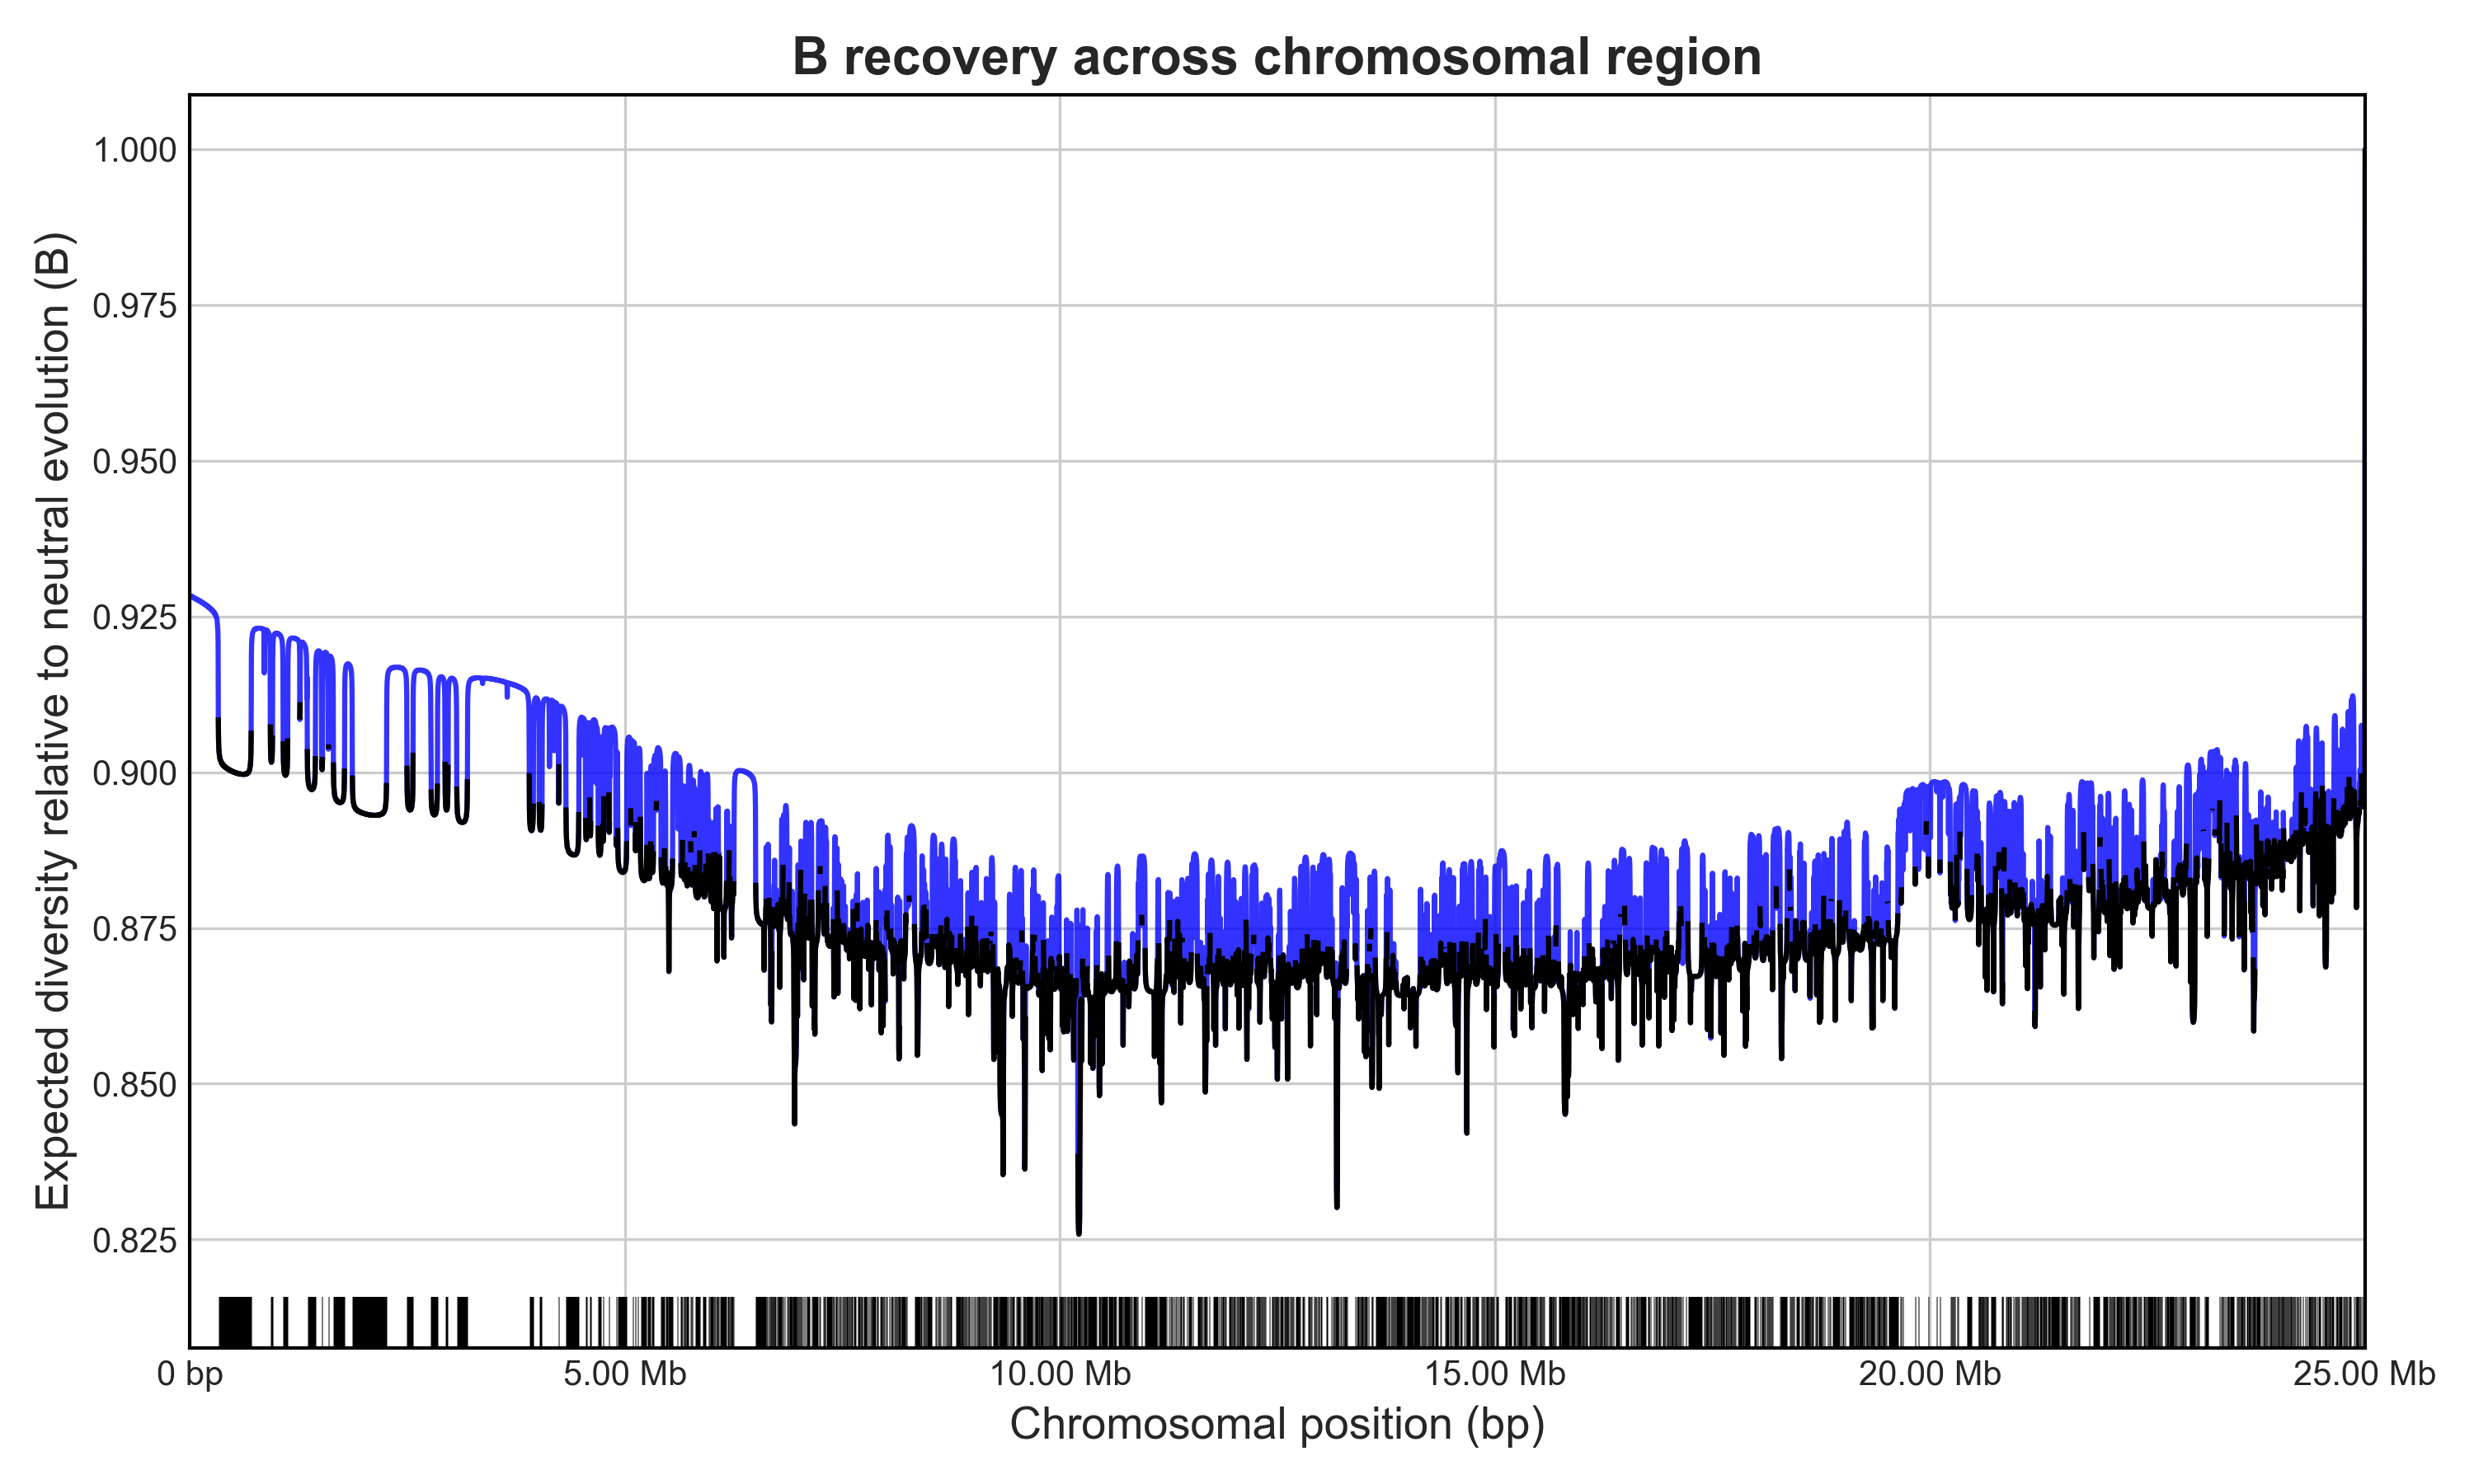 B recovery across chromosomal region
Expected diversity relative to neutral evolution (B)
1.000
0.975
0.950
0.925
0.900
0.875
0.850
0.825
0 bp
5.00 Mb
10.00 Mb
15.00 Mb
20.00 Mb
25.00 Mb
Chromosomal position (bp)